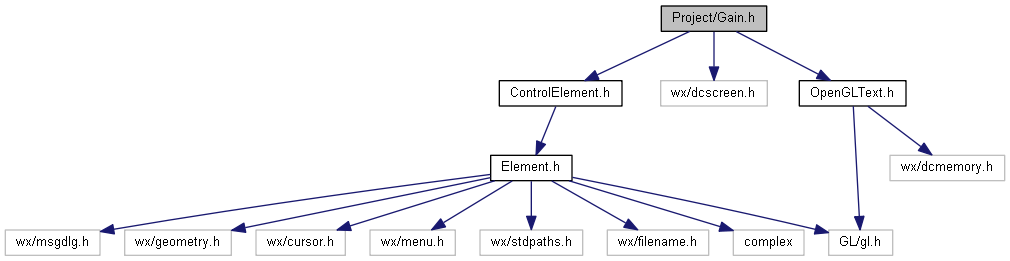 Project/Gain.h
ControlElement.h
wx/dcscreen.h
OpenGLText.h
Element.h
wx/dcmemory.h
wx/msgdlg.h
wx/geometry.h
wx/cursor.h
wx/menu.h
wx/stdpaths.h
wx/filename.h
complex
GL/gl.h